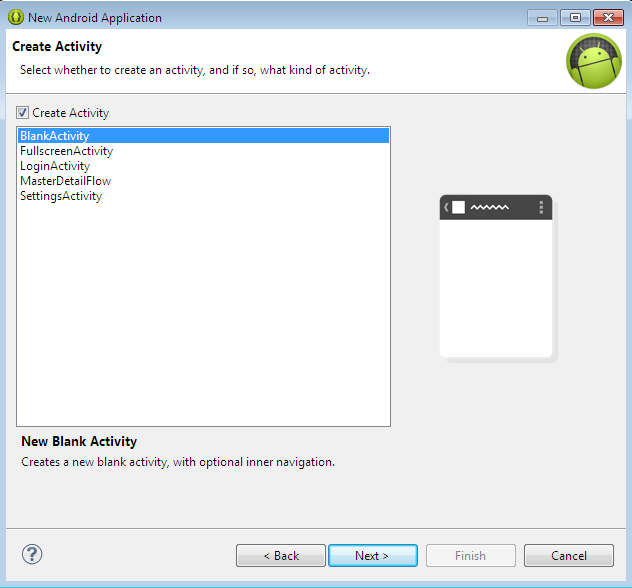 New Android Application
Create Activity
Select whether to create an activity, and if so, what kind of activity.
Create Activity
BlankActivity
FullscreenActivity
LoginActivity
MasterDetailFlow
SettingsActivity
New Blank Activity
Creates a new blank activity, with optional inner navigation.
?
< Back
Next >
Finish
Cancel